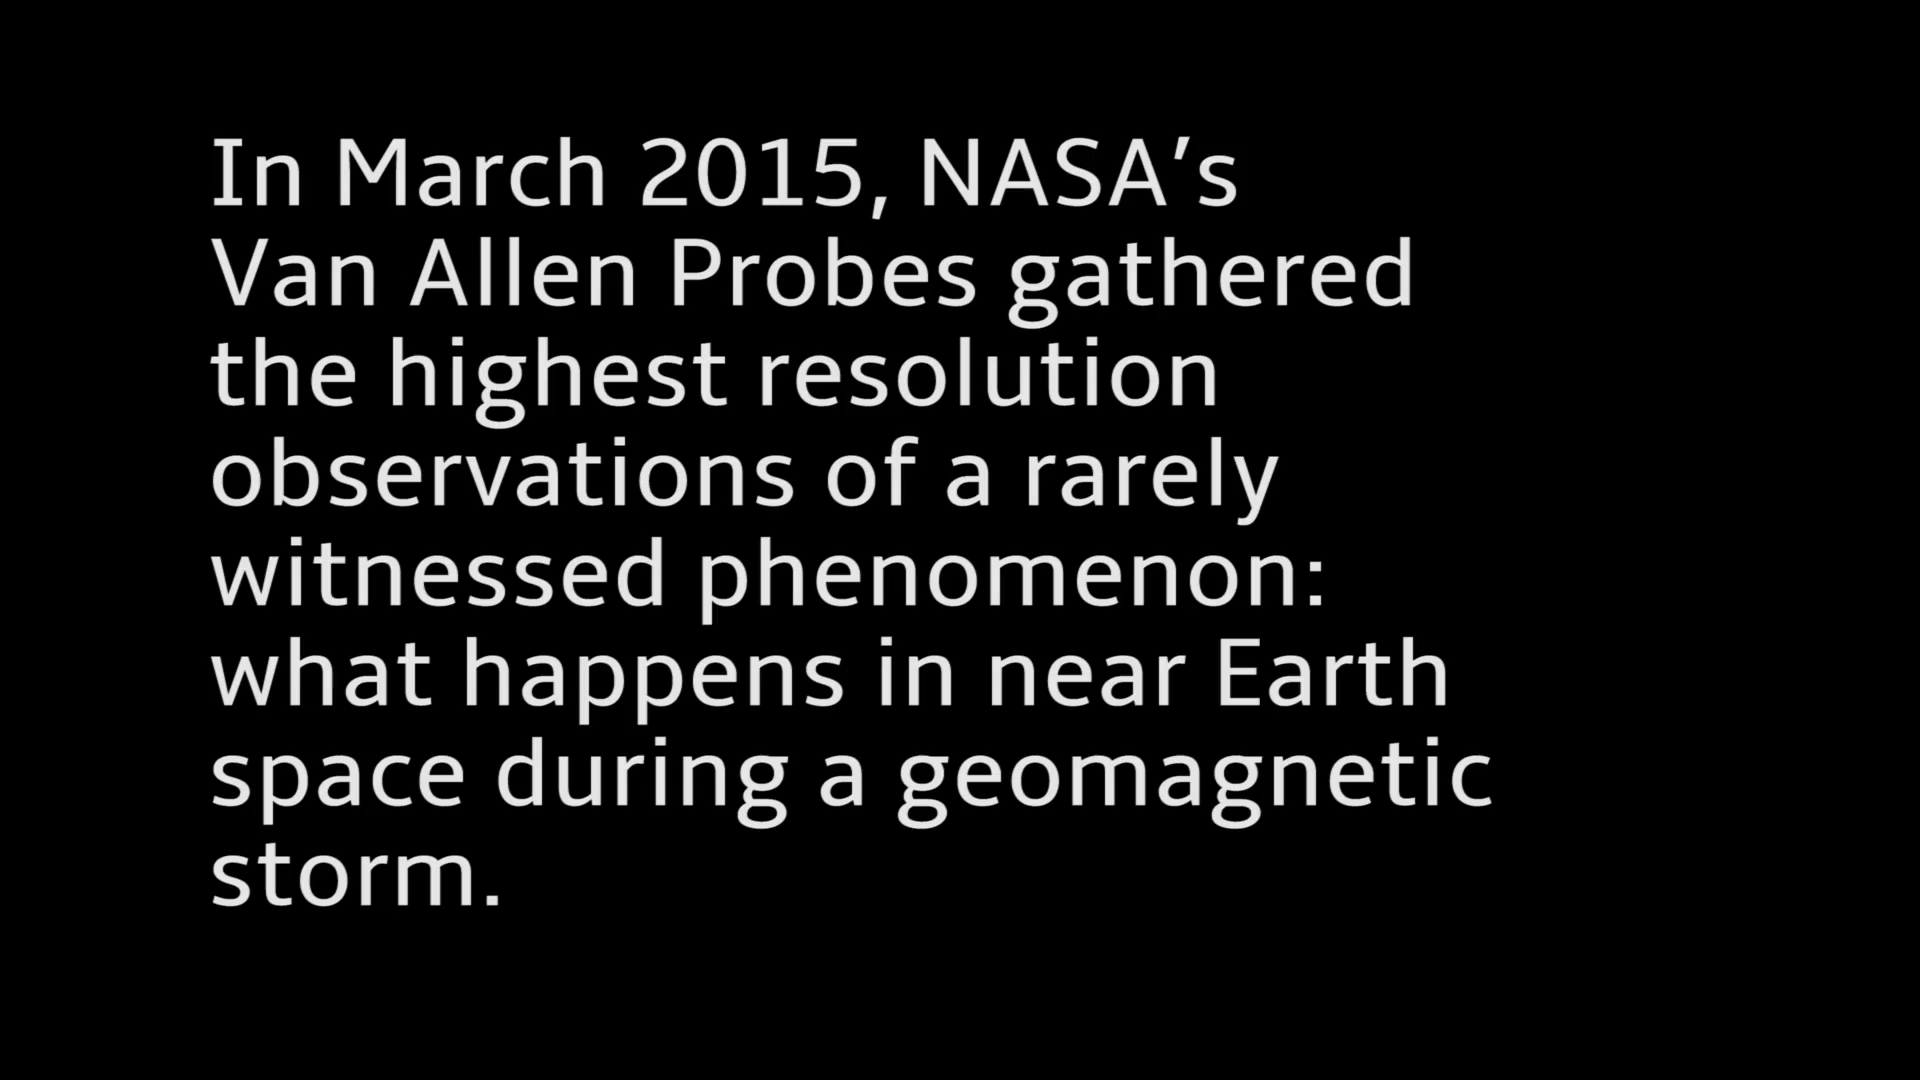 In March 2015, NASA’s
Van Allen Probes gathered
the highest resolution
observations of a rarely
witnessed phenomenon:
what happens in near Earth
space during a geomagnetic
storm.